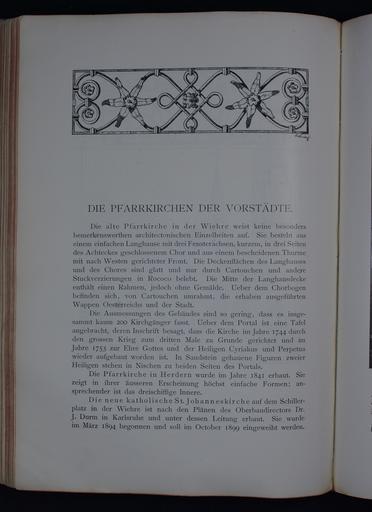 DIE PFARRKIRCHEN DER VORSTÄDTE.
Die alte Pfarrkirche in der Wiehre weist keine besonders
bemerkenswerthen architectonischen Einzelheiten auf. Sie besteht aus
einem einfachen Langhause mit drei Fensterachsen, kurzem, in drei Seiten
des Achteckes geschlossenem Chor und aus einem bescheidenen Thurme
mit nach Westen gerichteter Front. Die Deckenflächen des Langhauses
und des Chores sind glatt und nur durch Cartouchen und andere
Stuckverzierungen in Rococo belebt. Die Mitte der Langhausdecke
enthält einen Rahmen, jedoch ohne Gemälde. Ueber dem Chorbogen
befinden sich, von Cartouchen umrahmt, die erhaben ausgeführten
Wappen Oesterreichs und der Stadt.
Die Ausmessungen des Gebäudes sind so gering, dass es insge-
sammt kaum 200 Kirchgänger fasst. Ueber dem Portal ist eine Tafel
angebracht, deren Inschrift besagt, dass die Kirche im Jahre 1744 durch
den grossen Krieg zum dritten Male zu Grunde gerichtet und im
Jahre 1753 zur Ehre Gottes und der Heiligen Cyriakus und Perpetua
wieder aufgebaut worden ist. In Sandstein gehauene Figuren zweier
Heiligen stehen in Nischen zu beiden Seiten des Portals.
Die Pfarrkirche in Herdern wurde im Jahre 1841 erbaut. Sie
zeigt in ihrer äusseren Erscheinung höchst einfache Formen; an-
sprechender ist das dreischiffige Innere.
Die neue katholische St. Johanneskirche auf dem Schiller-
platz in der Wiehre ist nach den Plänen des Oberbaudirectors Dr.
J. Durm in Karlsruhe und unter dessen Leitung erbaut. Sie wurde
im März 1894 begonnen und soll im October 1899 eingeweiht werden.